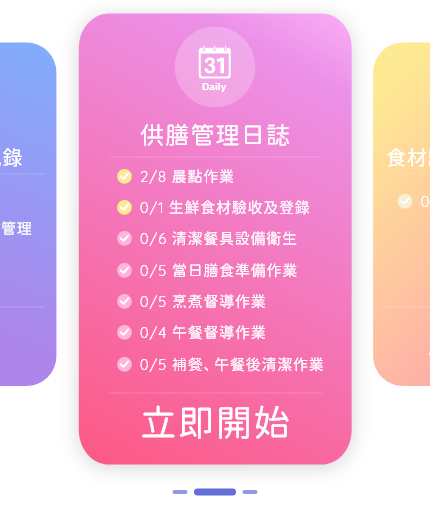 31
Daily
供膳管理日誌
2/8 晨點作業
0/1 生鮮食材驗收及登錄
0/6 清潔餐具設備衛生
0/5 當日膳食準備作業
0/5 烹煮督導作業
0/4 午餐督導作業
0/5 補餐、午餐後清潔作業
立即開始
錄
管理
食材
0